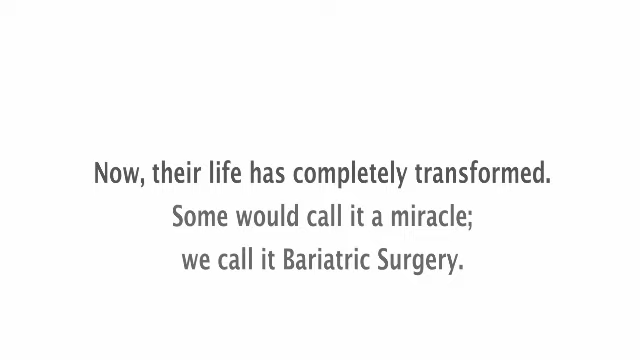 Now, their life has completely transformed.
Some would call it a miracle;
we call it Bariatric Surgery.